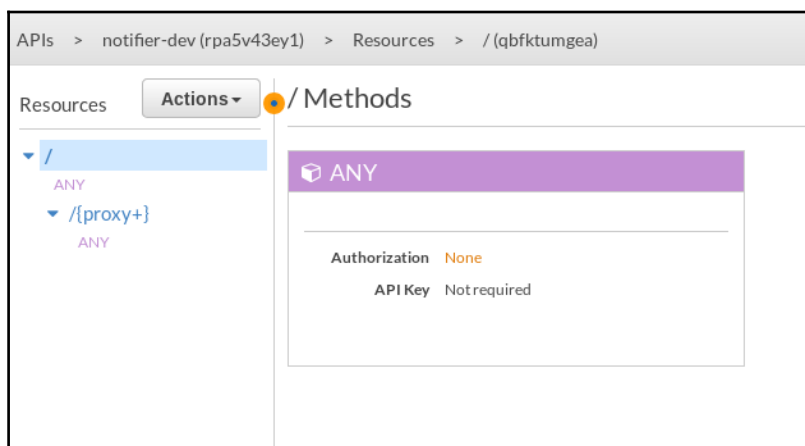 APIs > notifier-dev (rpa5v43ey1) > Resources > / (qbfktumgea)
Resources
Actions
/ Methods
/
ANY
/{proxy+}
ANY
ANY
Authorization None
API Key Not required